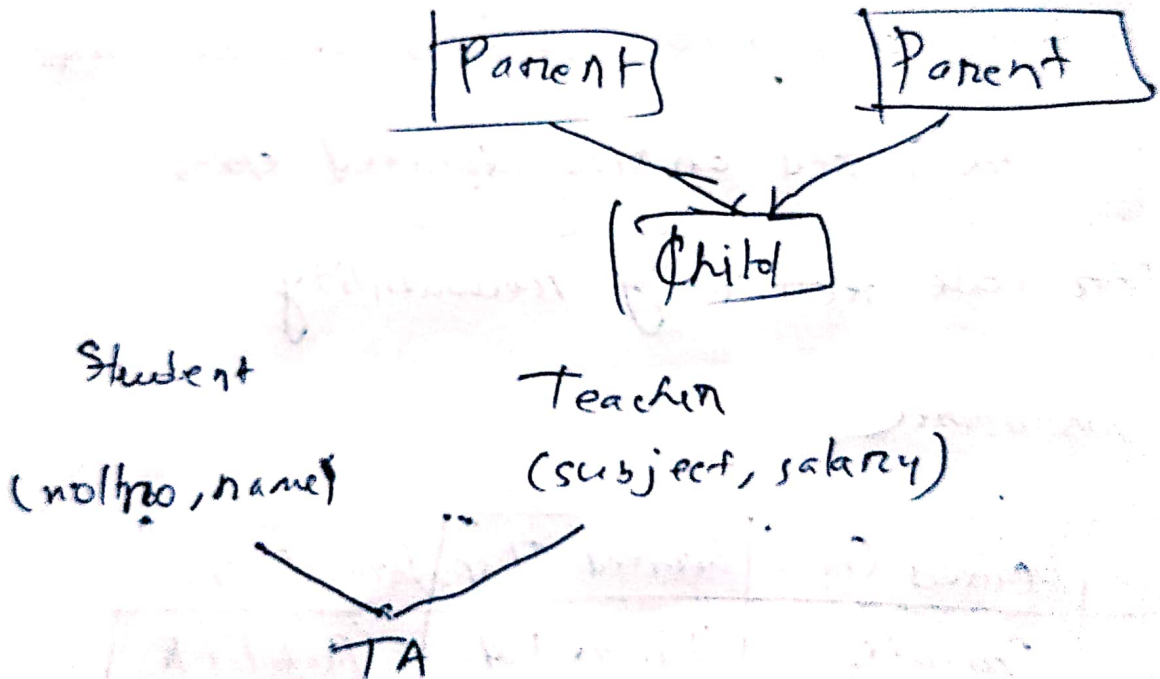 Parent Parent
Child
Student Teacher
(rollno, name) (subject, salary)
TA